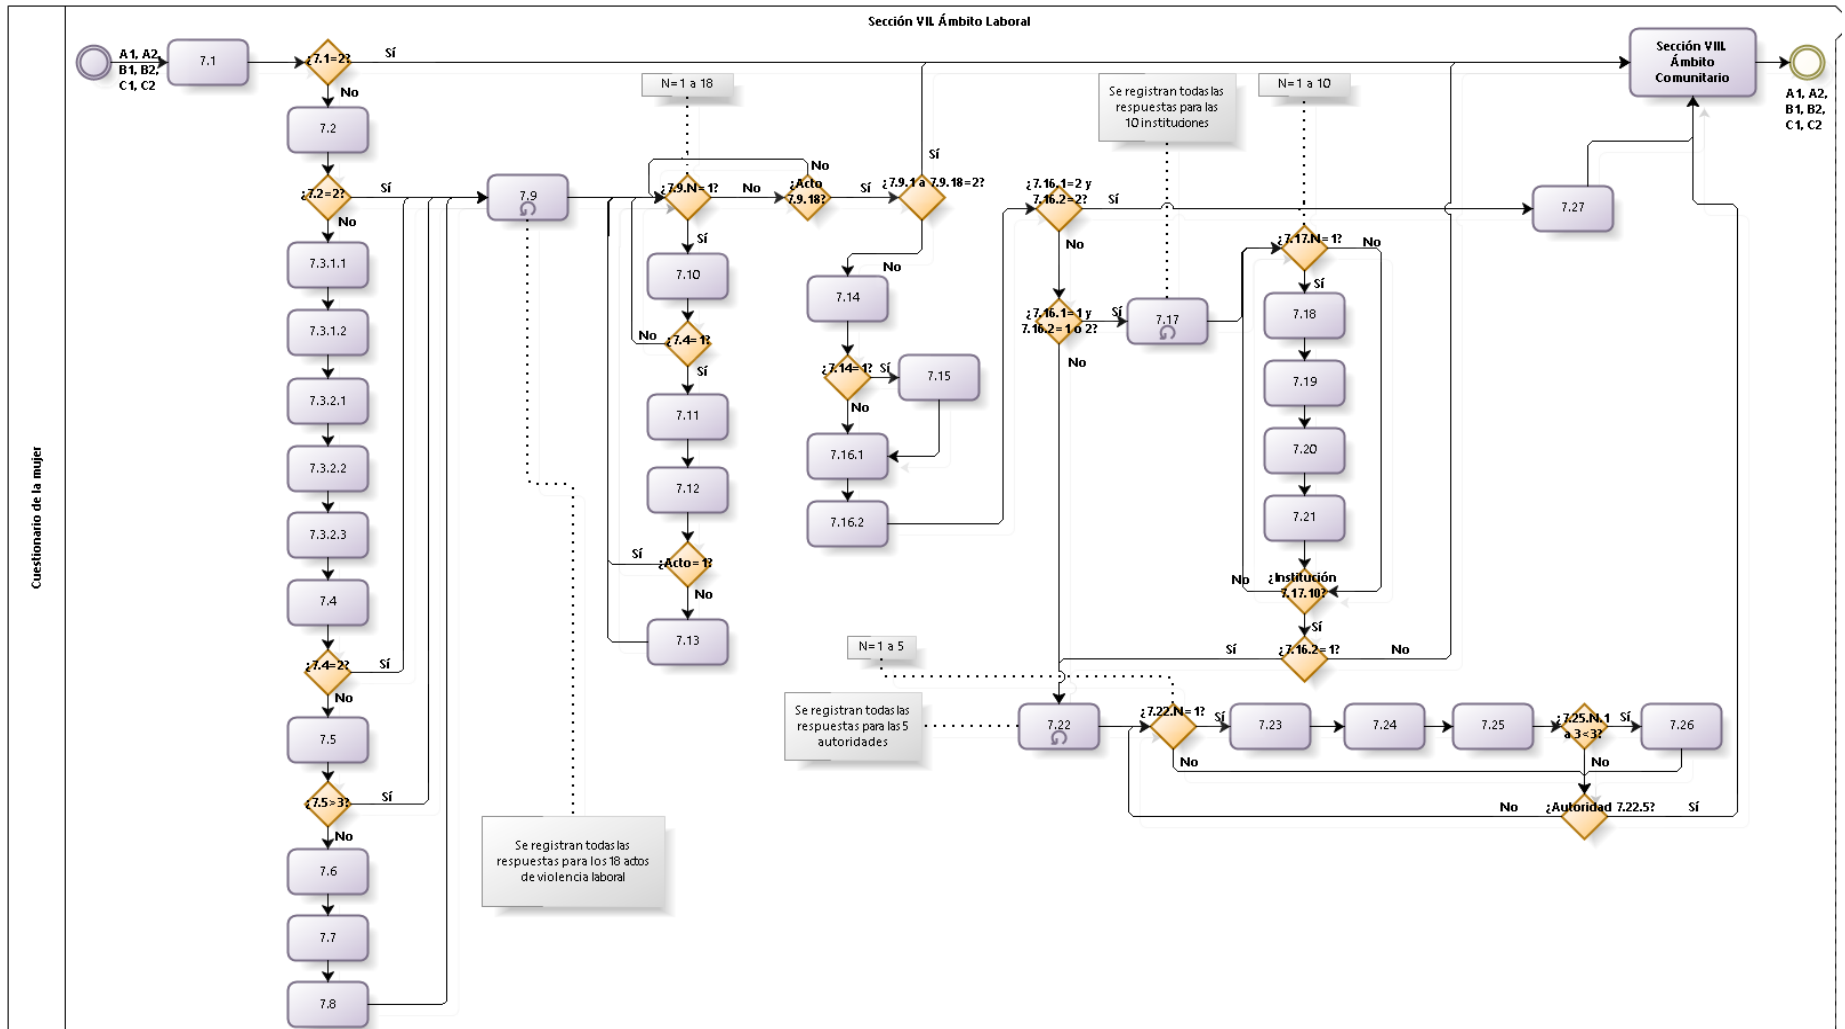 Sección VII. Ámbito Laboral
Cuestionario de la mujer
A1, A2,
B1, B2,
C1, C2
7.1
¿7.1=2?
Sí
No
7.2
¿7.2=2?
Sí
No
7.3.1.1
7.3.1.2
7.3.2.1
7.3.2.2
7.3.2.3
7.4
¿7.4=2?
Sí
No
7.5
¿7.5>3?
Sí
No
7.6
7.7
7.8
7.9
Se registran todas las
respuestas para los 18 actos
de violencia laboral
N= 1 a 18
¿7.9.N= 1?
No
Sí
¿Acto
7.9.18?
No
Sí
¿7.9.1 a 7.9.18=2?
Sí
No
7.10
¿7.4= 1?
No
Sí
7.11
7.12
¿Acto= 1?
Sí
No
7.13
7.14
¿7.14= 1?
Sí
No
7.15
7.16.1
7.16.2
¿7.16.1=2 y
7.16.2=2?
Sí
No
¿7.16.1= 1 y
7.16.2= 1 o 2?
Sí
No
Se registran todas las
respuestas para las
10 instituciones
7.17
N= 1 a 10
¿7.17.N= 1?
No
Sí
7.18
7.19
7.20
7.21
¿Institución
7.17.10?
No
Sí
¿7.16.2= 1?
Sí
No
N= 1 a 5
Se registran todas las
respuestas para las 5
autoridades
7.22
¿7.22.N= 1?
Sí
No
7.23
7.24
7.25
¿7.25.N.1
a 3<3?
Sí
No
7.26
¿Autoridad 7.22.5?
No
Sí
7.27
Sección VIII.
Ámbito
Comunitario
A1, A2,
B1, B2,
C1, C2